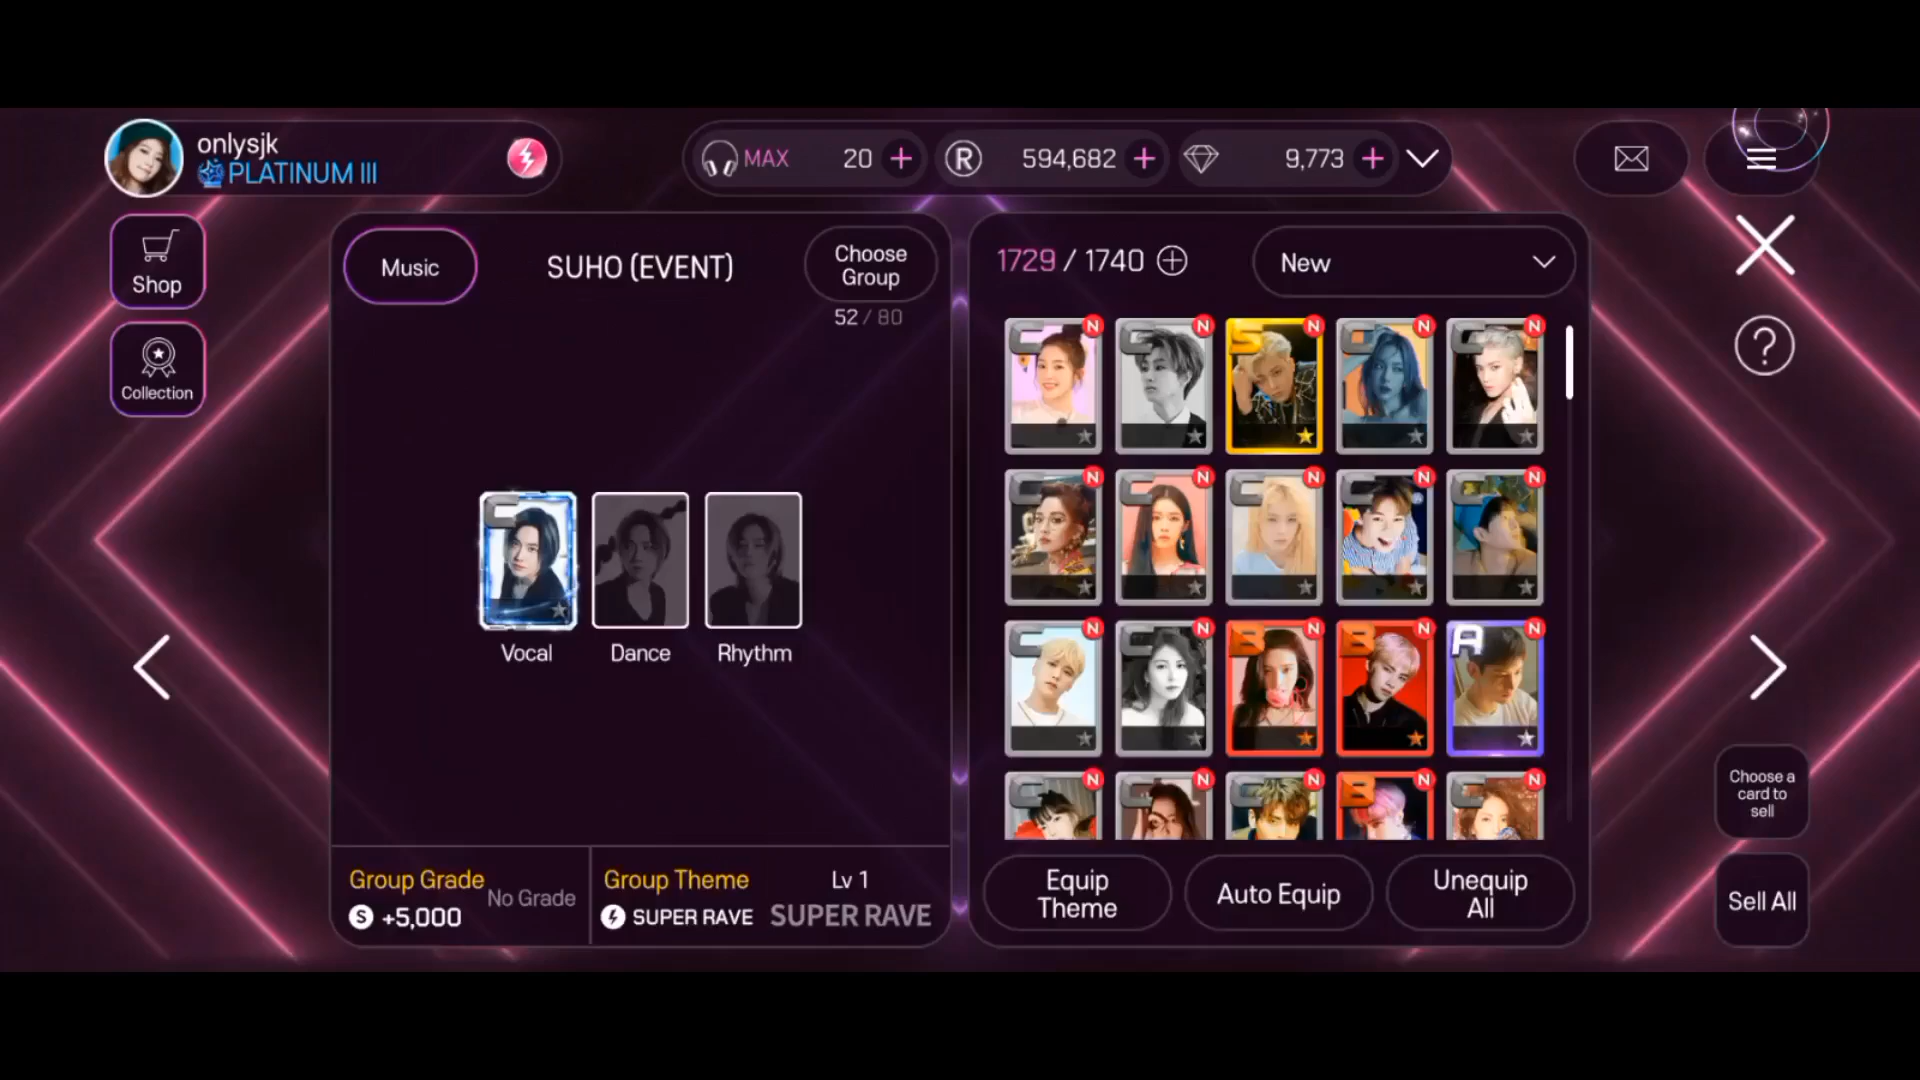 onlysjk
PLATINUM III
MAX 20 +
R 594,682 +
9,773 +
Shop
Collection
Music
SUHO (EVENT)
Choose
Group
52 / 80
1729 / 1740
New
C N
C N
S N
C N
C N
C N
C N
C N
C N
C N
C
Vocal
Dance
Rhythm
C N
C N
B N
B N
A N
C N
C N
C N
B N
C N
Choose a
card to
sell
Group Grade
No Grade
S +5,000
Group Theme
SUPER RAVE
Lv 1
SUPER RAVE
Equip
Theme
Auto Equip
Unequip
All
Sell All